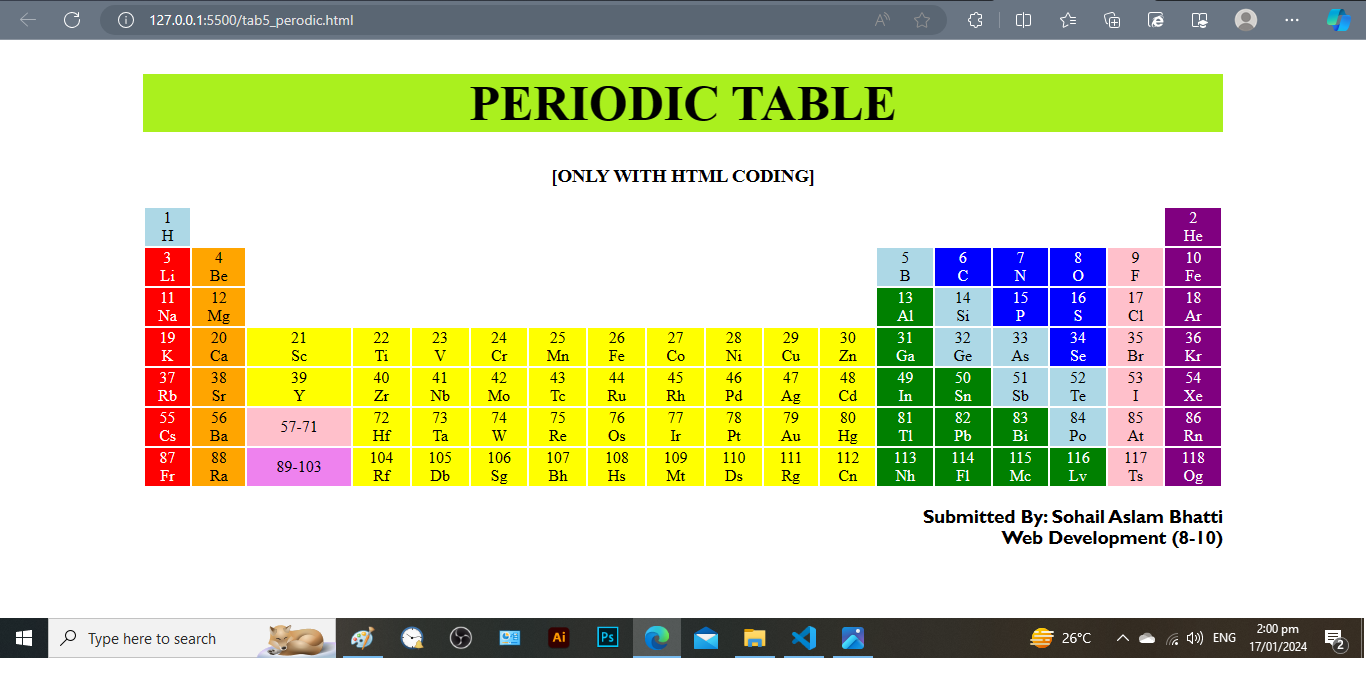 127.0.0.1:5500/tab5_perodic.html
PERIODIC TABLE
[ONLY WITH HTML CODING]
1 2
H He
3 4 5 6 7 8 9 10
Li Be B C N O F Fe
11 12 13 14 15 16 17 18
Na Mg Al Si P S Cl Ar
19 20 21 22 23 24 25 26 27 28 29 30 31 32 33 34 35 36
K Ca Sc Ti V Cr Mn Fe Co Ni Cu Zn Ga Ge As Se Br Kr
37 38 39 40 41 42 43 44 45 46 47 48 49 50 51 52 53 54
Rb Sr Y Zr Nb Mo Tc Ru Rh Pd Ag Cd In Sn Sb Te I Xe
55 56 57-71 72 73 74 75 76 77 78 79 80 81 82 83 84 85 86
Cs Ba Hf Ta W Re Os Ir Pt Au Hg Tl Pb Bi Po At Rn
87 88 89-103 104 105 106 107 108 109 110 111 112 113 114 115 116 117 118
Fr Ra Rf Db Sg Bh Hs Mt Ds Rg Cn Nh Fl Mc Lv Ts Og
Submitted By: Sohail Aslam Bhatti
Web Development (8-10)
Type here to search
Ai
Ps
26°C
ENG
2:00 pm
17/01/2024
2